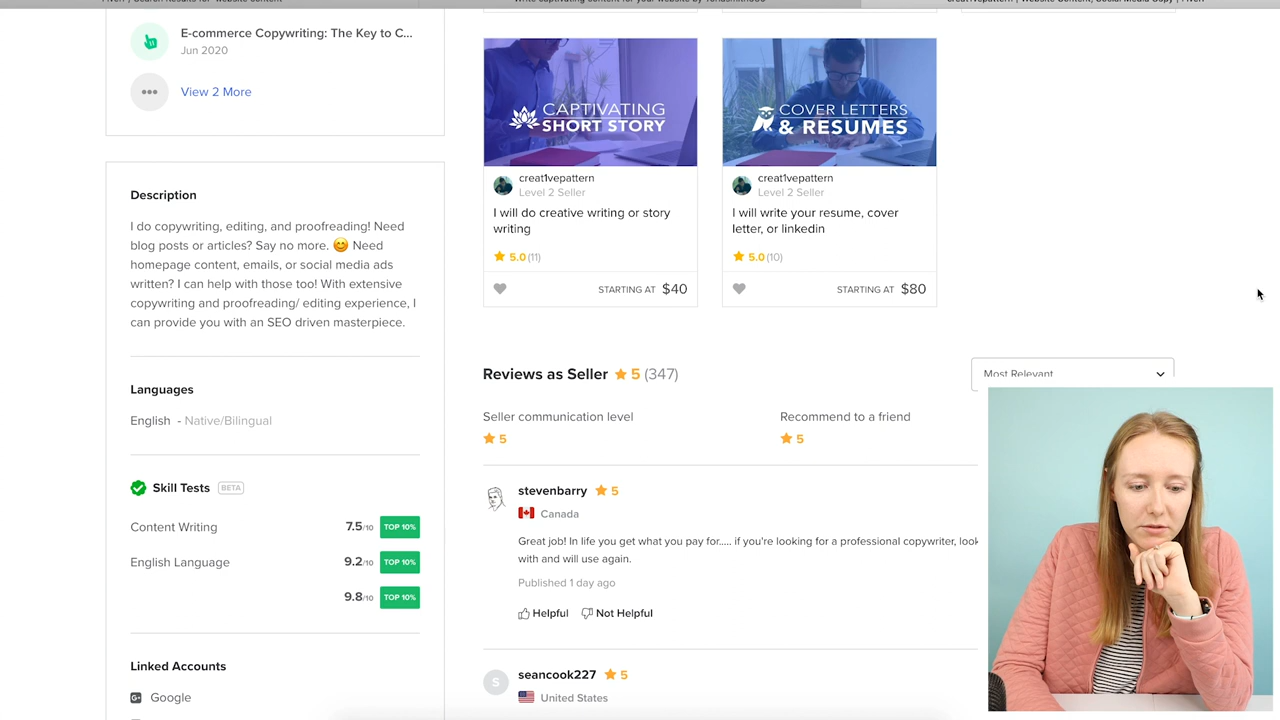 E-commerce Copywriting: The Key to C...
Jun 2020
View 2 More
Description
I do copywriting, editing, and proofreading! Need
blog posts or articles? Say no more. 😊 Need
homepage content, emails, or social media ads
written? I can help with those too! With extensive
copywriting and proofreading/ editing experience, I
can provide you with an SEO driven masterpiece.
Languages
English - Native/Bilingual
Skill Tests BETA
Content Writing 7.5/10 TOP 10%
English Language 9.2/10 TOP 10%
9.8/10 TOP 10%
Linked Accounts
Google
CAPTIVATING
SHORT STORY
creat1vepattern
Level 2 Seller
I will do creative writing or story
writing
5.0 (11)
STARTING AT $40
COVER LETTERS
& RESUMES
creat1vepattern
Level 2 Seller
I will write your resume, cover
letter, or linkedin
5.0 (10)
STARTING AT $80
Reviews as Seller 5 (347)
Most Relevant
Seller communication level
5
Recommend to a friend
5
stevenbarry 5
Canada
Great job! In life you get what you pay for..... if you're looking for a professional copywriter, look
with and will use again.
Published 1 day ago
Helpful Not Helpful
S
seancook227 5
United States